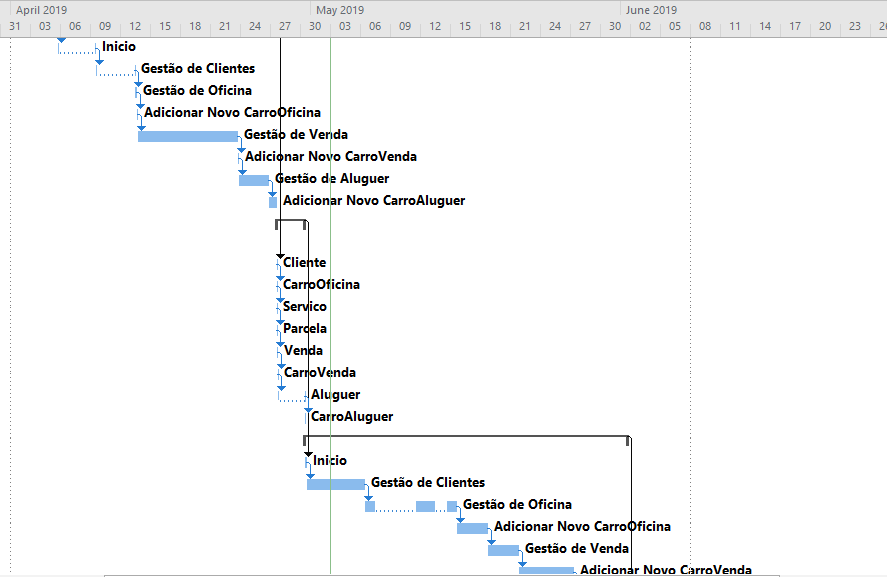 April 2019 May 2019 June 2019
31 03 06 09 12 15 18 21 24 27 30 03 06 09 12 15 18 21 24 27 30 02 05 08 11 14 17 20 23 26
Inicio
Gestão de Clientes
Gestão de Oficina
Adicionar Novo CarroOficina
Gestão de Venda
Adicionar Novo CarroVenda
Gestão de Aluguer
Adicionar Novo CarroAluguer
Cliente
CarroOficina
Servico
Parcela
Venda
CarroVenda
Aluguer
CarroAluguer
Inicio
Gestão de Clientes
Gestão de Oficina
Adicionar Novo CarroOficina
Gestão de Venda
Adicionar Novo CarroVenda